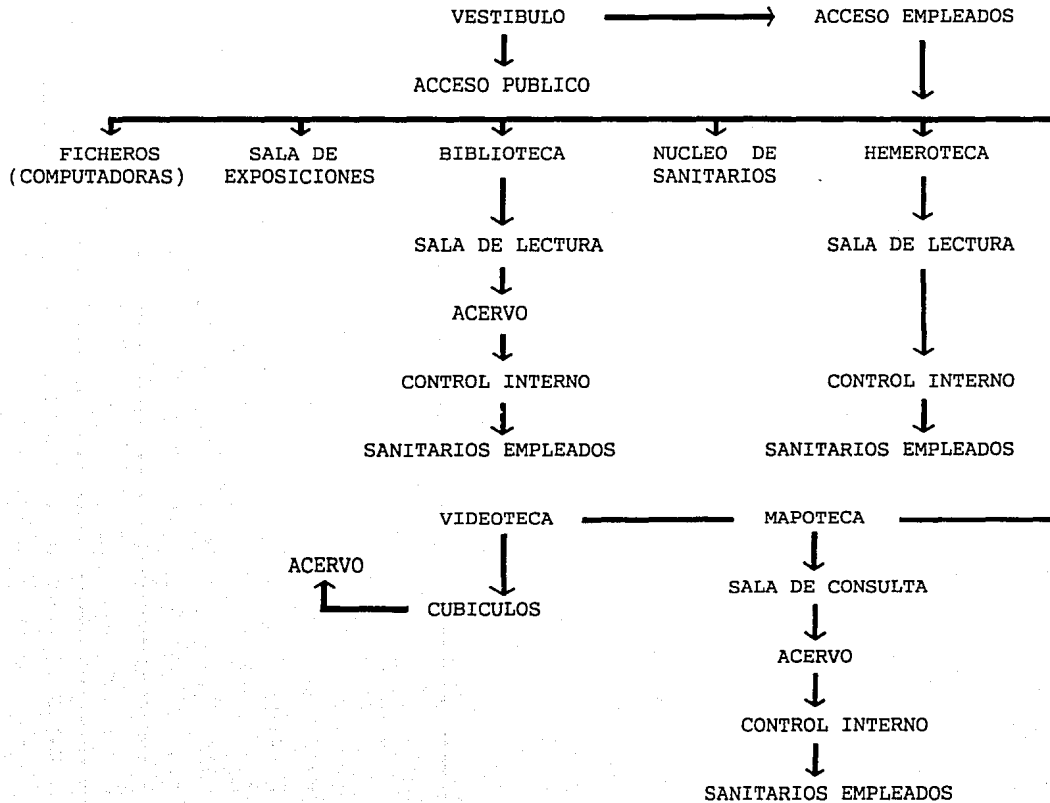 VESTIBULO
ACCESO EMPLEADOS
ACCESO PUBLICO
FICHEROS
(COMPUTADORAS)
SALA DE
EXPOSICIONES
BIBLIOTECA
NUCLEO DE
SANITARIOS
HEMEROTECA
SALA DE LECTURA
SALA DE LECTURA
ACERVO
CONTROL INTERNO
CONTROL INTERNO
SANITARIOS EMPLEADOS
SANITARIOS EMPLEADOS
VIDEOTECA
MAPOTECA
ACERVO
CUBICULOS
SALA DE CONSULTA
ACERVO
CONTROL INTERNO
SANITARIOS EMPLEADOS